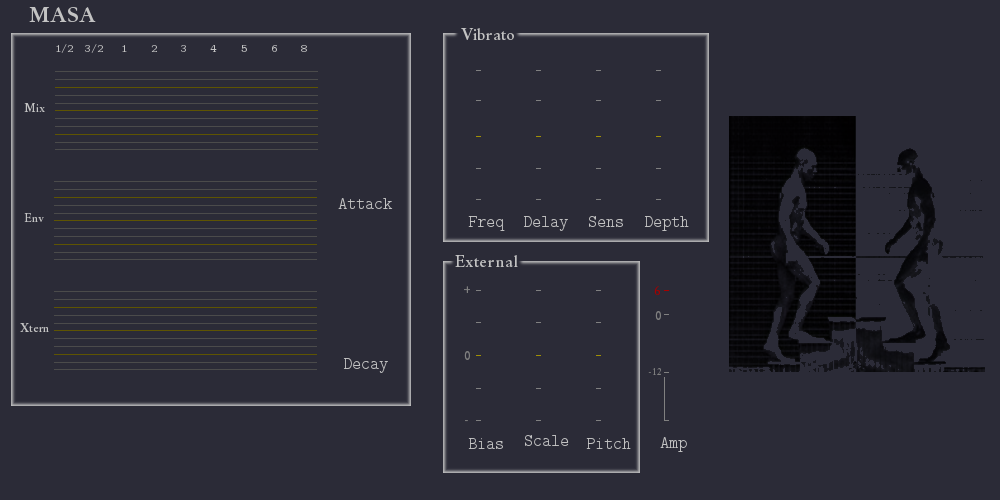 MASA
1/2 3/2 1 2 3 4 5 6 8
Mix
Env
Xtern
Attack
Decay
Vibrato
Freq Delay Sens Depth
External
+
0
-
Bias Scale Pitch
0
-12
Amp